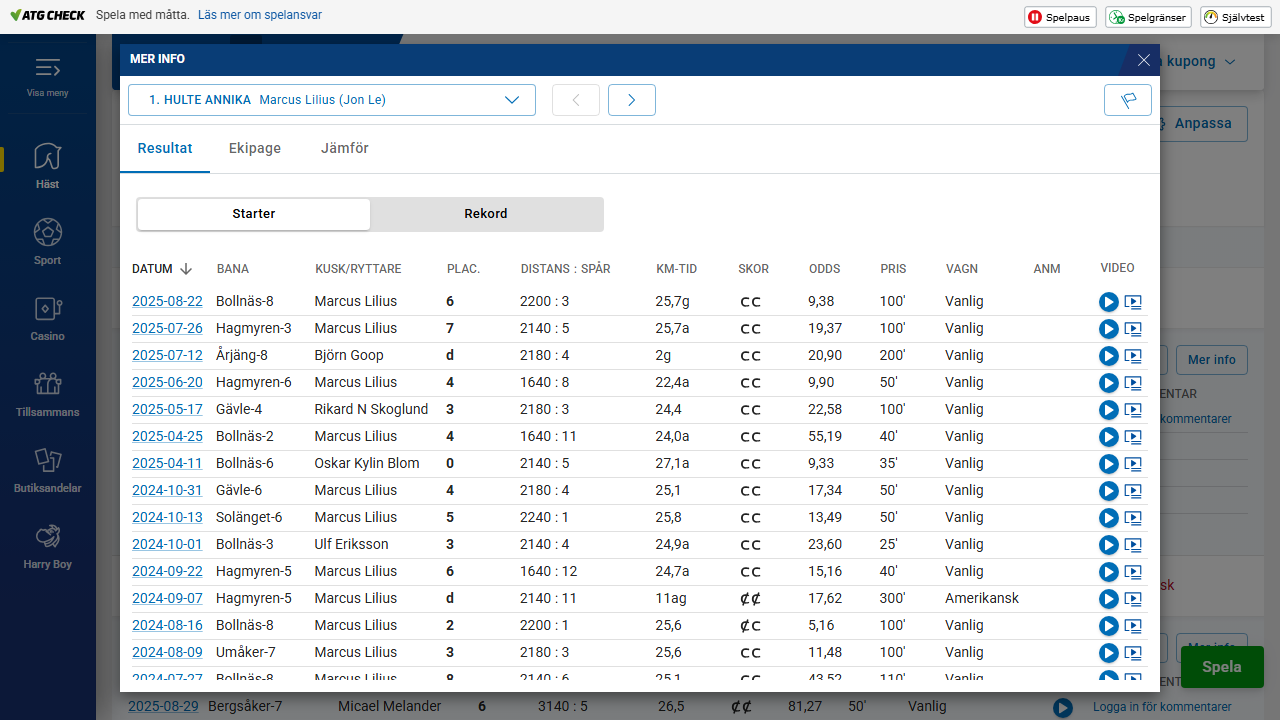 ATG CHECK Spela med måtta. Läs mer om spelansvar Spelpaus Spelgränser Självtest
MER INFO
Visa meny
Häst
Sport
Casino
Tillsammans
Butiksandelar
Harry Boy
kupong
Anpassa
1. HULTE ANNIKA Marcus Lilius (Jon Le)
Resultat Ekipage Jämför
Starter Rekord
DATUM BANA KUSK/RYTTARE PLAC. DISTANS : SPÅR KM-TID SKOR ODDS PRIS VAGN ANM VIDEO
2025-08-22 Bollnäs-8 Marcus Lilius 6 2200 : 3 25,7g C C 9,38 100' Vanlig
2025-07-26 Hagmyren-3 Marcus Lilius 7 2140 : 5 25,7a C C 19,37 100' Vanlig
2025-07-12 Årjäng-8 Björn Goop d 2180 : 4 2g C C 20,90 200' Vanlig
2025-06-20 Hagmyren-6 Marcus Lilius 4 1640 : 8 22,4a C C 9,90 50' Vanlig
2025-05-17 Gävle-4 Rikard N Skoglund 3 2180 : 3 24,4 C C 22,58 100' Vanlig
2025-04-25 Bollnäs-2 Marcus Lilius 4 1640 : 11 24,0a C C 55,19 40' Vanlig
2025-04-11 Bollnäs-6 Oskar Kylin Blom 0 2140 : 5 27,1a C C 9,33 35' Vanlig
2024-10-31 Gävle-6 Marcus Lilius 4 2180 : 4 25,1 C C 17,34 50' Vanlig
2024-10-13 Solänget-6 Marcus Lilius 5 2240 : 1 25,8 C C 13,49 50' Vanlig
2024-10-01 Bollnäs-3 Ulf Eriksson 3 2140 : 4 24,9a C C 23,60 25' Vanlig
2024-09-22 Hagmyren-5 Marcus Lilius 6 1640 : 12 24,7a C C 15,16 40' Vanlig
2024-09-07 Hagmyren-5 Marcus Lilius d 2140 : 11 11ag ₵ ₵ 17,62 300' Amerikansk
2024-08-16 Bollnäs-8 Marcus Lilius 2 2200 : 1 25,6 ₵ C 5,16 100' Vanlig
2024-08-09 Umåker-7 Marcus Lilius 3 2180 : 3 25,6 C C 11,48 100' Vanlig
2024-07-27 Bollnäs-8 Marcus Lilius 8 2140 : 6 25,1 C C 43,52 110' Vanlig
Mer info
kommentarer
Mer info
Spela
2025-08-29 Bergsåker-7 Micael Melander 6 3140 : 5 26,5 ₵ ₵ 81,27 50' Vanlig Logga in för kommentarer